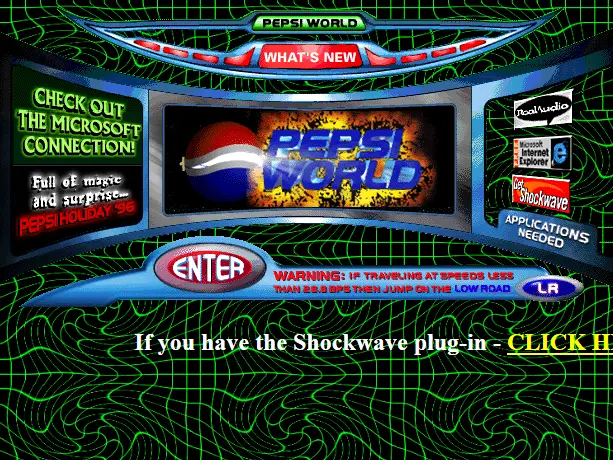 PEPSI WORLD
WHAT'S NEW
CHECK OUT
THE MICROSOFT
CONNECTION!
Full of magic
and surprise...
PEPSI HOLIDAY '96
PEPSI
WORLD
RealAudio
Microsoft
Internet
Explorer
Get
Shockwave
APPLICATIONS
NEEDED
ENTER
WARNING: IF TRAVELING AT SPEEDS LESS
THAN 28.8 BPS THEN JUMP ON THE LOW ROAD
LR
If you have the Shockwave plug-in - CLICK H